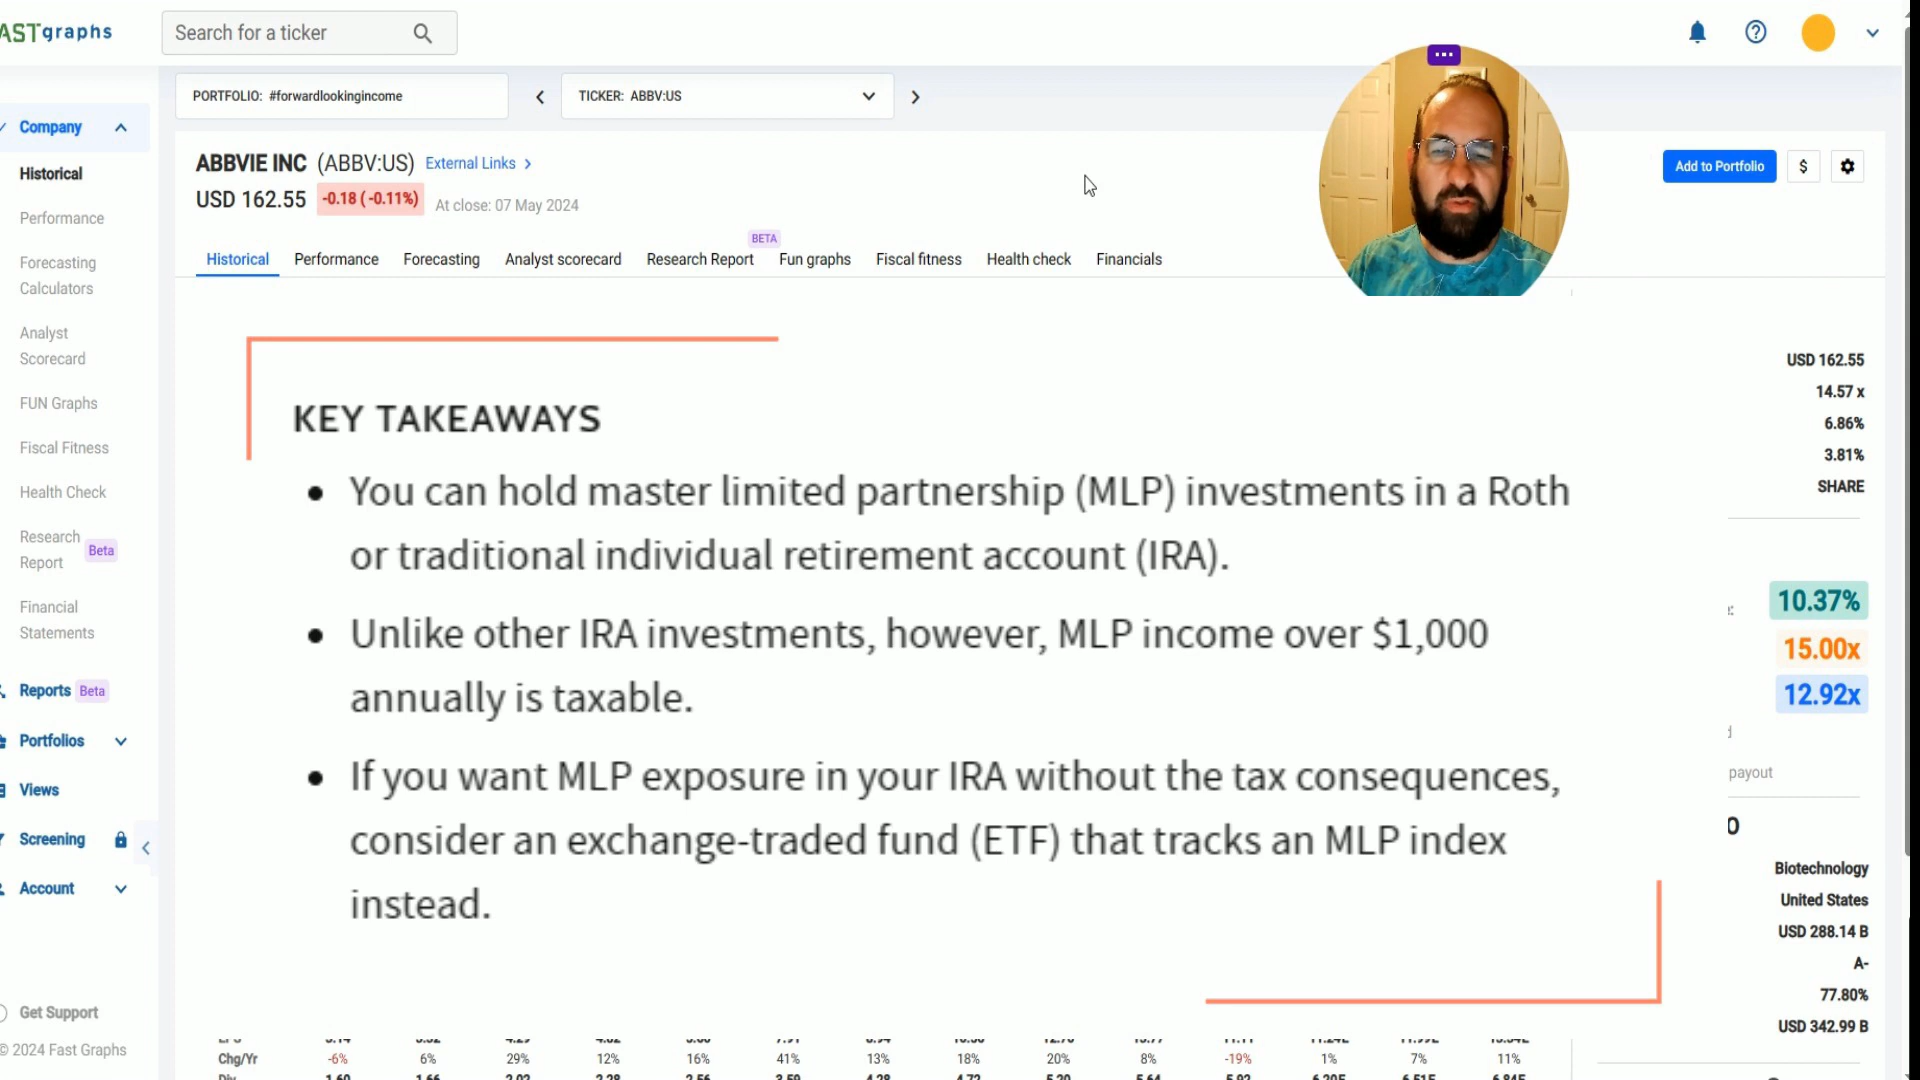 ASTgraphs
Search for a ticker
PORTFOLIO: #forwardlookingincome
TICKER: ABBV:US
Company
Historical
Performance
Forecasting
Calculators
Analyst
Scorecard
FUN Graphs
Fiscal Fitness
Health Check
Research
Report
Beta
Financial
Statements
Reports Beta
Portfolios
Views
Screening
Account
Get Support
© 2024 Fast Graphs
ABBVIE INC (ABBV:US) External Links
USD 162.55 -0.18 ( -0.11%) At close: 07 May 2024
Add to Portfolio $
BETA
Historical Performance Forecasting Analyst scorecard Research Report Fun graphs Fiscal fitness Health check Financials
KEY TAKEAWAYS
• You can hold master limited partnership (MLP) investments in a Roth
or traditional individual retirement account (IRA).
• Unlike other IRA investments, however, MLP income over $1,000
annually is taxable.
• If you want MLP exposure in your IRA without the tax consequences,
consider an exchange-traded fund (ETF) that tracks an MLP index
instead.
USD 162.55
14.57 x
6.86%
3.81%
SHARE
10.37%
15.00x
12.92x
payout
Biotechnology
United States
USD 288.14 B
A-
77.80%
USD 342.99 B
Chg/Yr -6% 6% 29% 12% 16% 41% 13% 18% 20% 8% -19% 1% 7% 11%